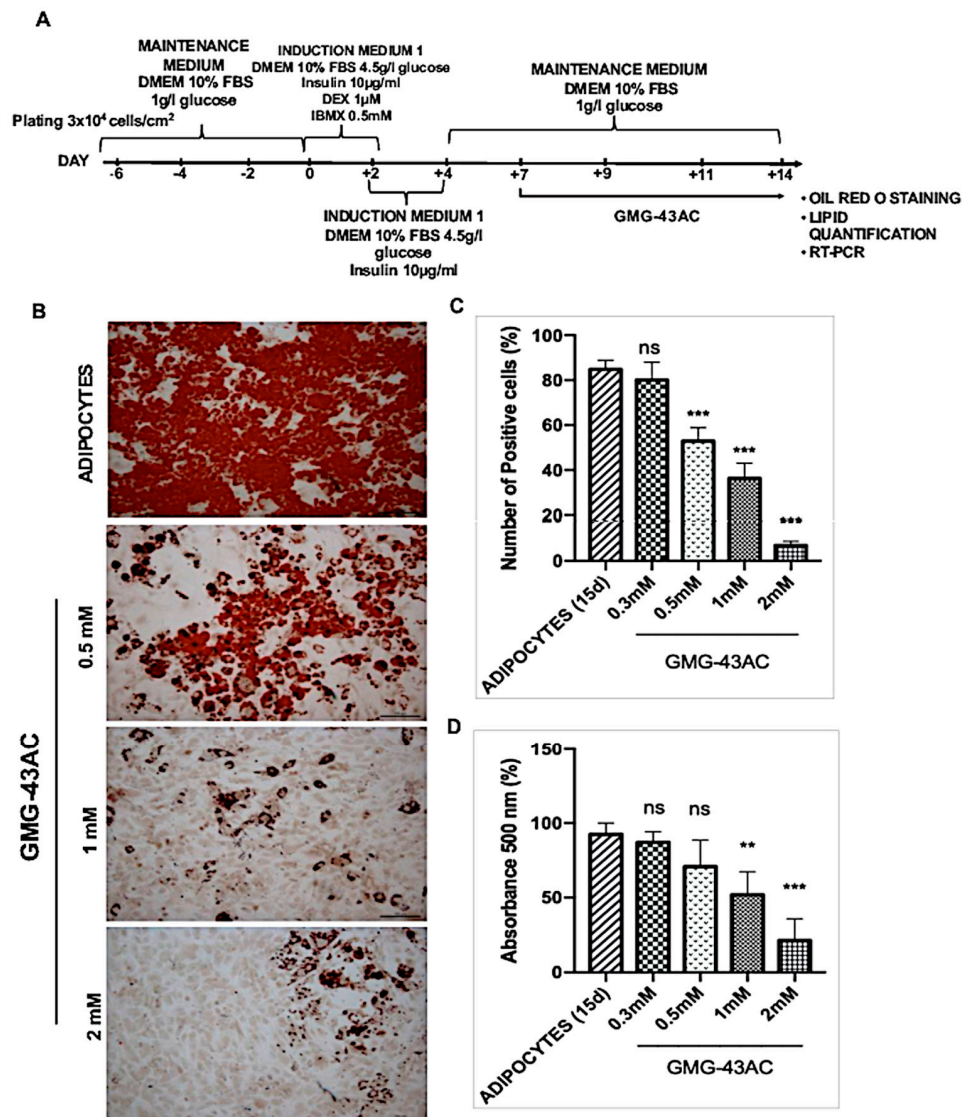 A
MAINTENANCE
MEDIUM
DMEM 10% FBS
1g/l glucose
INDUCTION MEDIUM 1
DMEM 10% FBS 4.5g/l glucose
Insulin 10µg/ml
DEX 1µM
IBMX 0.5mM
MAINTENANCE MEDIUM
DMEM 10% FBS
1g/l glucose
Plating 3x10⁴ cells/cm²
DAY
-6 -4 -2 0 +2 +4 +7 +9 +11 +14
INDUCTION MEDIUM 1
DMEM 10% FBS 4.5g/l
glucose
Insulin 10µg/ml
GMG-43AC
• OIL RED O STAINING
• LIPID
QUANTIFICATION
• RT-PCR
B
ADIPOCYTES
0.5 mM
1 mM
2 mM
GMG-43AC
C
Number of Positive cells (%)
100
80
60
40
20
0
ns
***
***
***
ADIPOCYTES (15d)
0.3mM
0.5mM
1mM
2mM
GMG-43AC
D
Absorbance 500 nm (%)
150
100
50
0
ns
ns
**
***
ADIPOCYTES (15d)
0.3mM
0.5mM
1mM
2mM
GMG-43AC